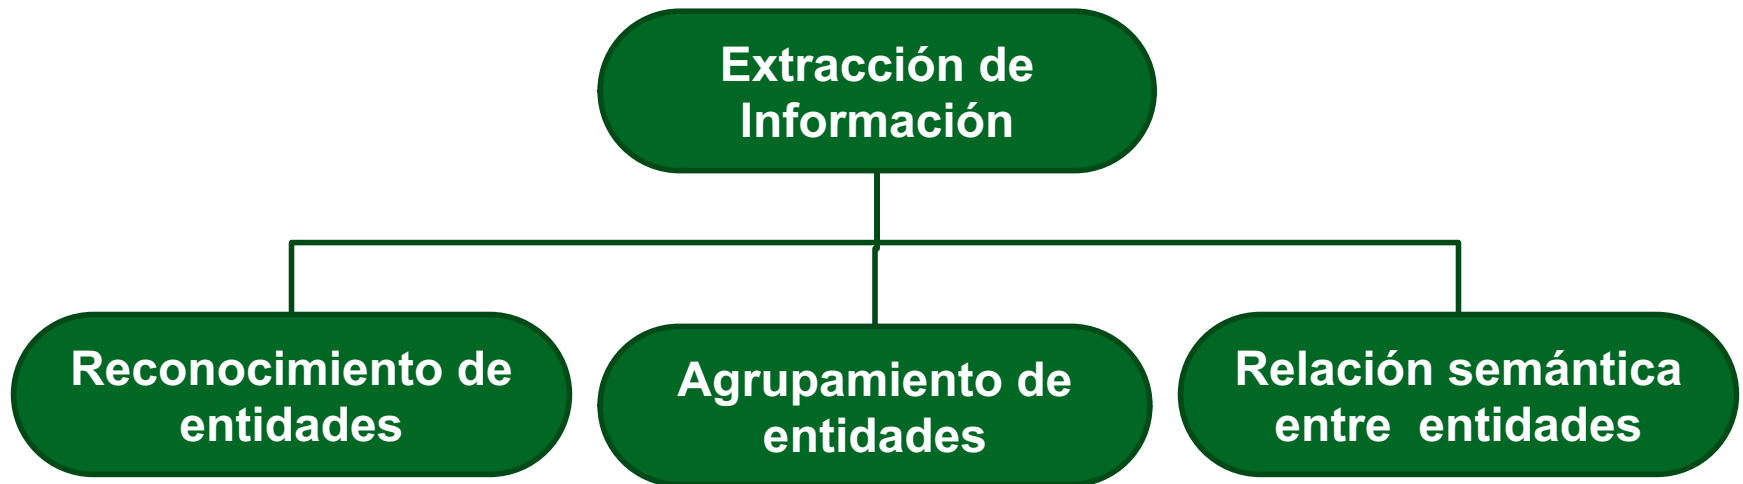 Extracción de
Información
Reconocimiento de
entidades
Agrupamiento de
entidades
Relación semántica
entre entidades